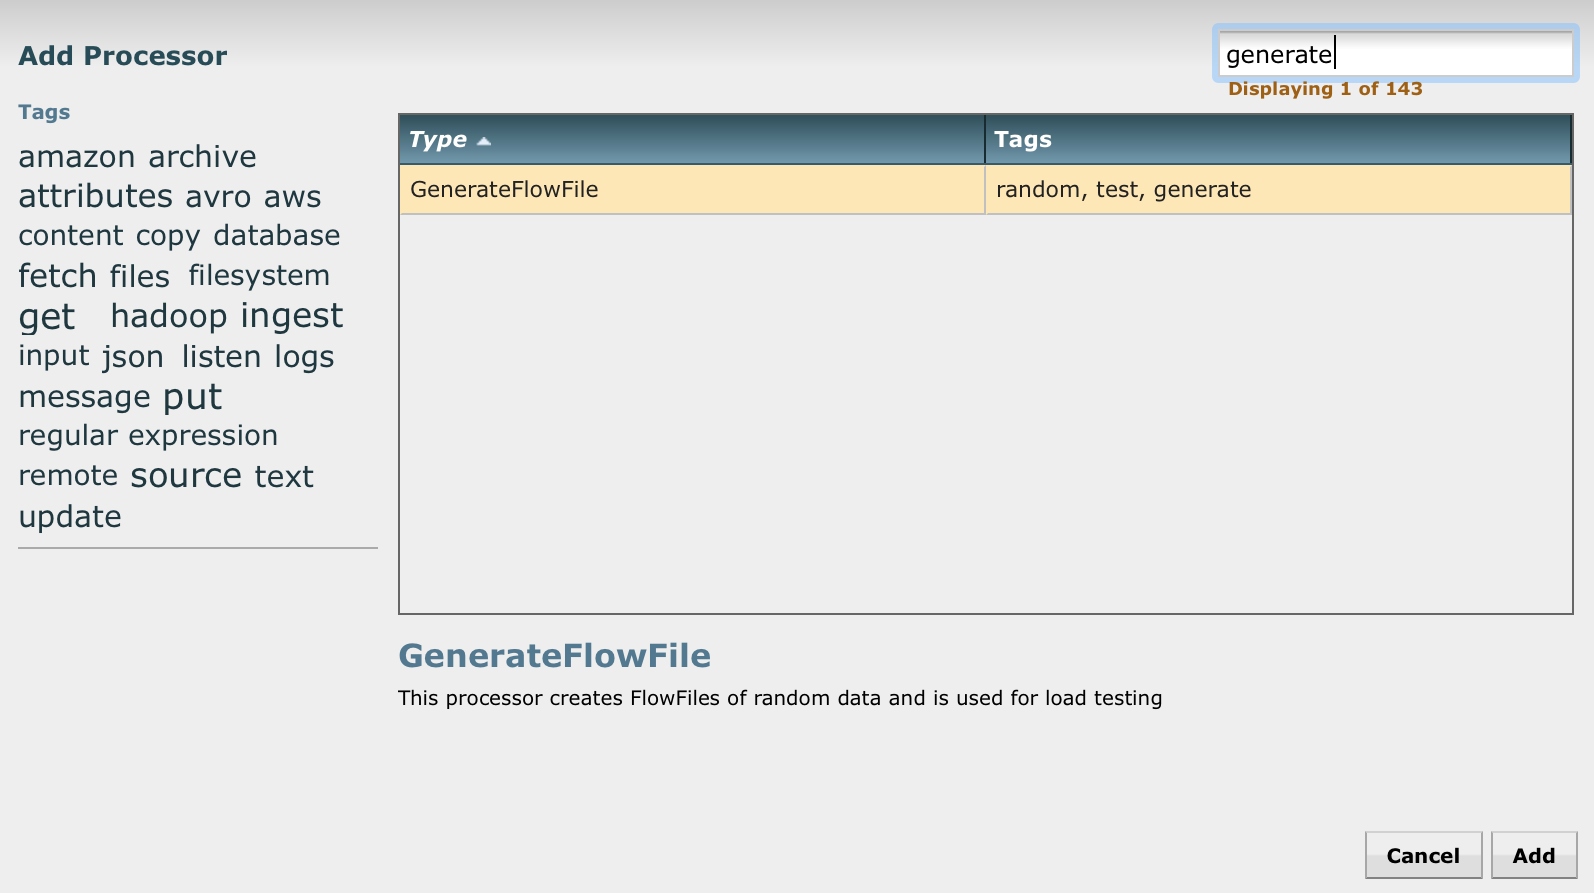 Add Processor
generate
Displaying 1 of 143
Tags
amazon archive
attributes avro aws
content copy database
fetch files filesystem
get hadoop ingest
input json listen logs
message put
regular expression
remote source text
update
Type Tags
GenerateFlowFile random, test, generate
GenerateFlowFile
This processor creates FlowFiles of random data and is used for load testing
Cancel Add